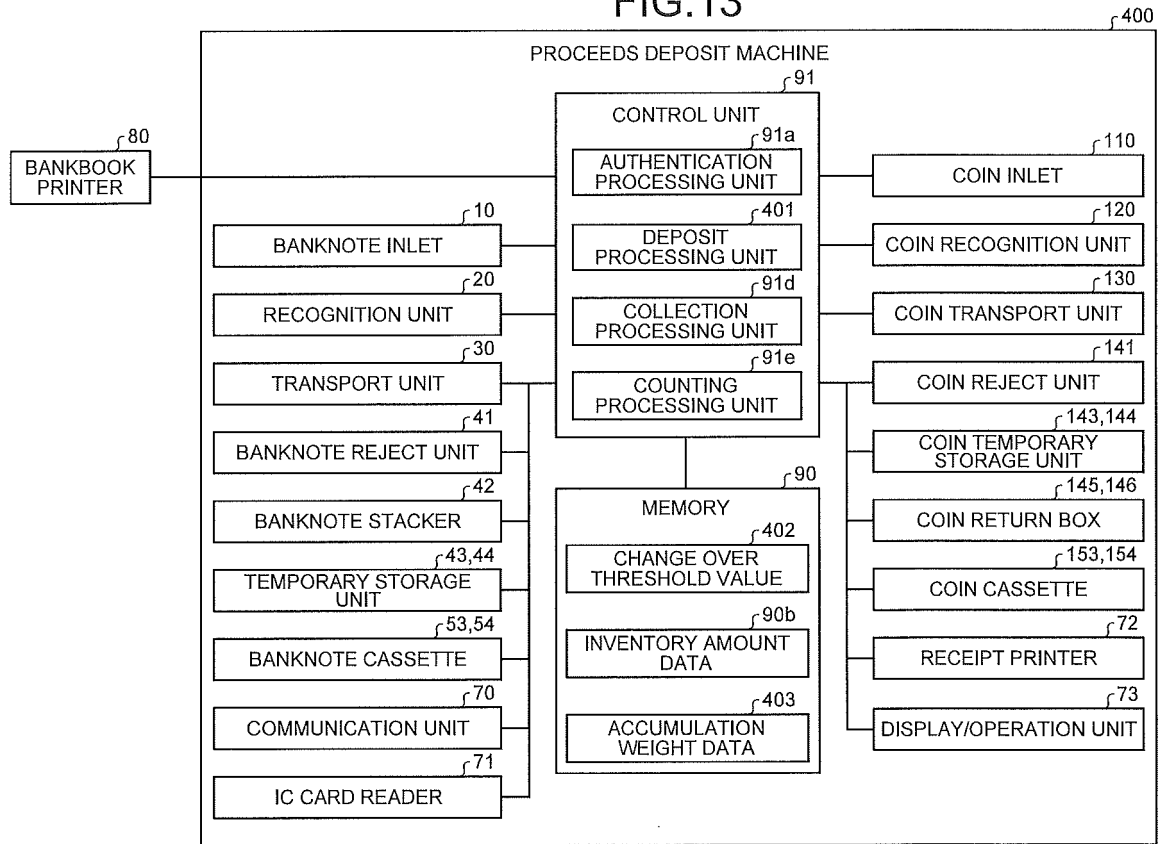 FIG.13
400
PROCEEDS DEPOSIT MACHINE
91
CONTROL UNIT
80
BANKBOOK
PRINTER
91a
AUTHENTICATION
PROCESSING UNIT
110
COIN INLET
10
BANKNOTE INLET
401
DEPOSIT
PROCESSING UNIT
120
COIN RECOGNITION UNIT
20
RECOGNITION UNIT
91d
COLLECTION
PROCESSING UNIT
130
COIN TRANSPORT UNIT
30
TRANSPORT UNIT
91e
COUNTING
PROCESSING UNIT
141
COIN REJECT UNIT
41
BANKNOTE REJECT UNIT
143,144
COIN TEMPORARY
STORAGE UNIT
42
BANKNOTE STACKER
90
MEMORY
145,146
COIN RETURN BOX
43,44
TEMPORARY STORAGE
UNIT
402
CHANGE OVER
THRESHOLD VALUE
153,154
COIN CASSETTE
53,54
BANKNOTE CASSETTE
90b
INVENTORY AMOUNT
DATA
72
RECEIPT PRINTER
70
COMMUNICATION UNIT
403
ACCUMULATION
WEIGHT DATA
73
DISPLAY/OPERATION UNIT
71
IC CARD READER